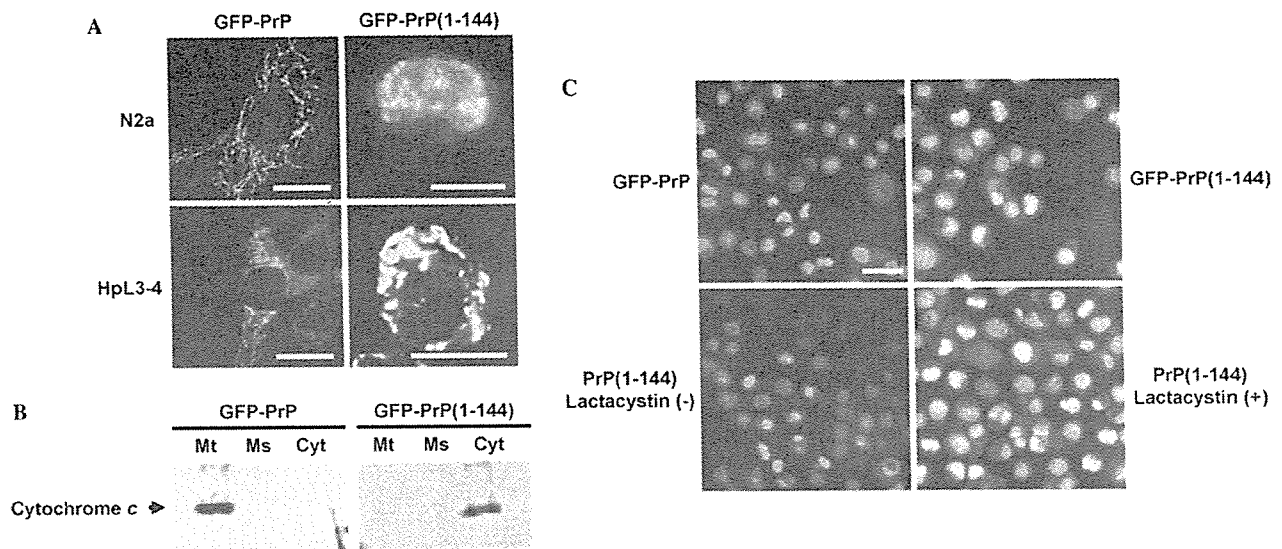 A
GFP-PrP GFP-PrP(1-144)
N2a
HpL3-4
B
GFP-PrP GFP-PrP(1-144)
Mt Ms Cyt Mt Ms Cyt
Cytochrome c
C
GFP-PrP
GFP-PrP(1-144)
PrP(1-144)
Lactacystin (-)
PrP(1-144)
Lactacystin (+)